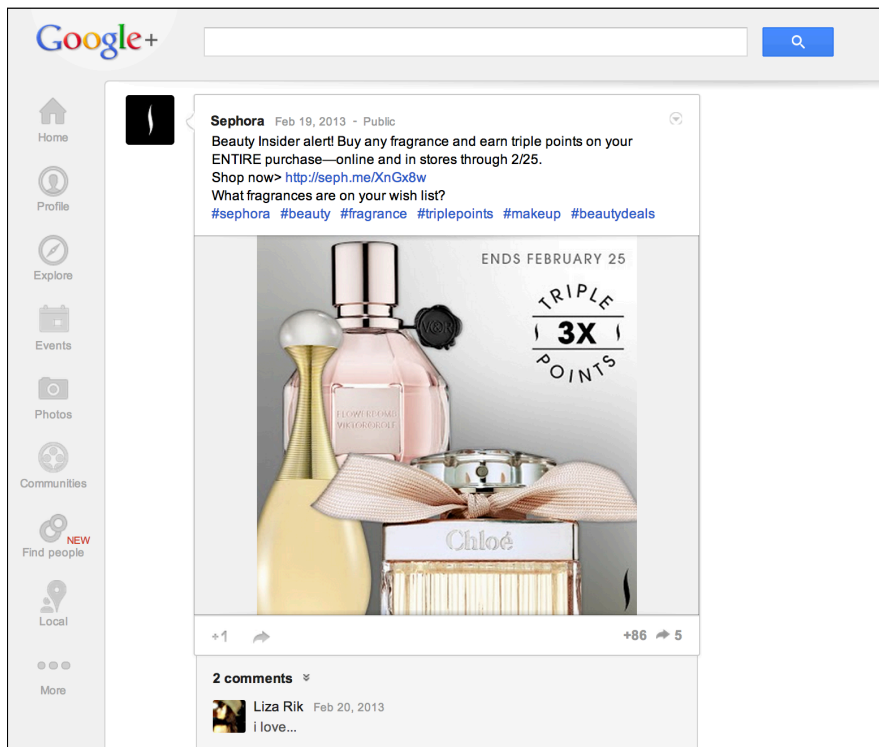 Google+
Home
Profile
Explore
Events
Photos
Communities
NEW
Find people
Local
More
Sephora Feb 19, 2013 - Public
Beauty Insider alert! Buy any fragrance and earn triple points on your
ENTIRE purchase—online and in stores through 2/25.
Shop now> http://seph.me/XnGx8w
What fragrances are on your wish list?
#sephora #beauty #fragrance #triplepoints #makeup #beautydeals
ENDS FEBRUARY 25
TRIPLE
3X
POINTS
V&R
FLOWERBOMB
VIKTOR&ROLF
Chloé
+1
+86 5
2 comments
Liza Rik Feb 20, 2013
i love...